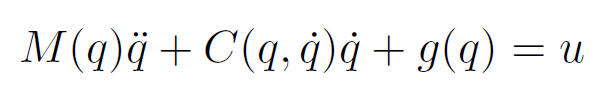 M(q)q̈ + C(q, q̇)q̇ + g(q) = u